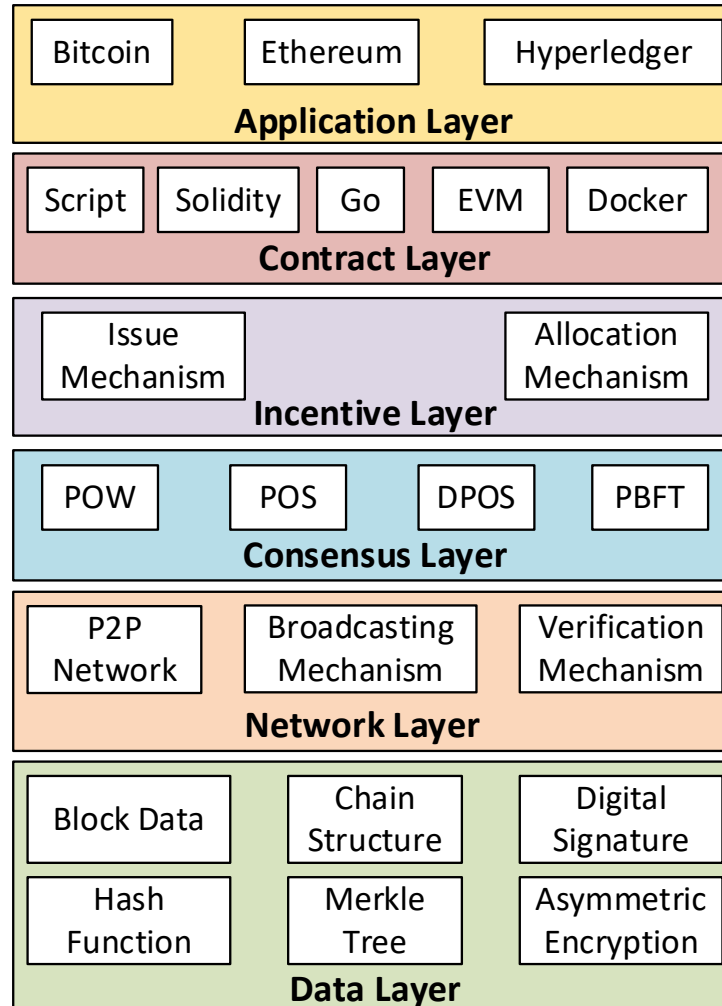 Bitcoin
Ethereum
Hyperledger
Application Layer
Script
Solidity
Go
EVM
Docker
Contract Layer
Issue
Mechanism
Allocation
Mechanism
Incentive Layer
POW
POS
DPOS
PBFT
Consensus Layer
P2P
Network
Broadcasting
Mechanism
Verification
Mechanism
Network Layer
Block Data
Chain
Structure
Digital
Signature
Hash
Function
Merkle
Tree
Asymmetric
Encryption
Data Layer